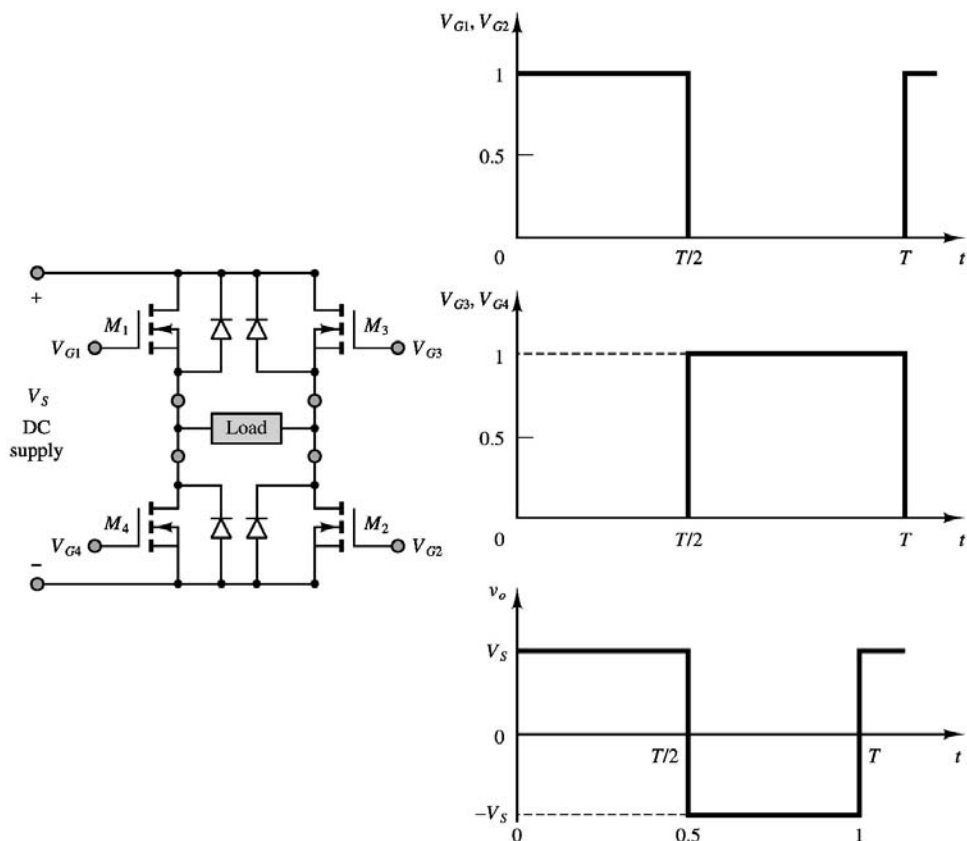 V_G1, V_G2
1
0.5
0
T/2
T
t
+
M_1
M_3
V_G1
V_G3
V_S
DC
supply
Load
M_4
M_2
V_G4
V_G2
−
V_G3, V_G4
1
0.5
0
T/2
T
t
v_o
V_S
0
T/2
T
t
−V_S
0
0.5
1